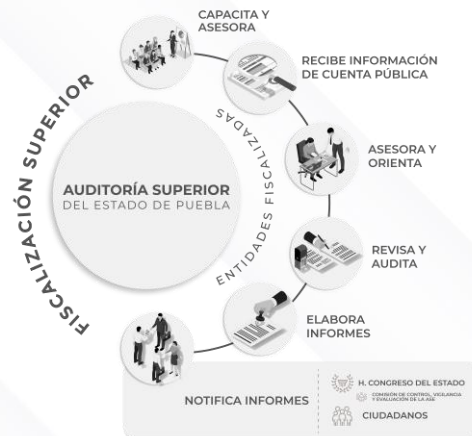 CAPACITA Y
ASESORA
RECIBE INFORMACIÓN
DE CUENTA PÚBLICA
FISCALIZACIÓN SUPERIOR
ENTIDADES FISCALIZADAS
ASESORA Y
ORIENTA
AUDITORÍA SUPERIOR
DEL ESTADO DE PUEBLA
REVISA Y
AUDITA
ELABORA
INFORMES
NOTIFICA INFORMES
H. CONGRESO DEL ESTADO
COMISIÓN DE CONTROL, VIGILANCIA
Y EVALUACIÓN DE LA ASE
CIUDADANOS